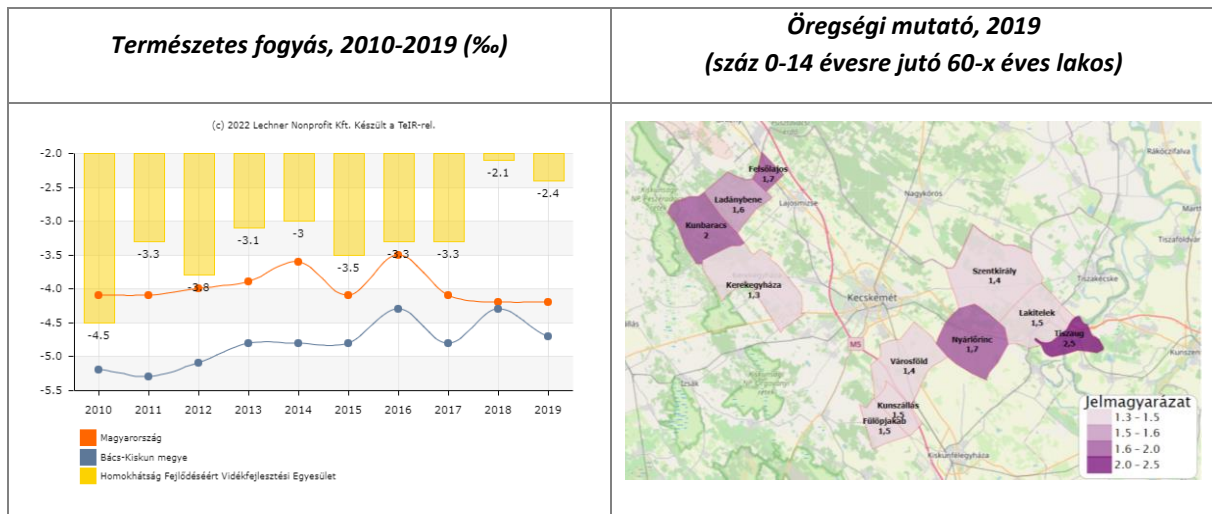 Természetes fogyás, 2010-2019 (‰)
Öregségi mutató, 2019
(száz 0-14 évesre jutó 60-x éves lakos)
(c) 2022 Lechner Nonprofit Kft. Készült a TeIR-rel.
-2.0
-2.5
-3.0
-3.5
-4.0
-4.5
-5.0
-5.5
-4.5
-3.3
-3.8
-3.1
-3
-3.5
-3.3
-3.3
-2.1
-2.4
2010 2011 2012 2013 2014 2015 2016 2017 2018 2019
Magyarország
Bács-Kiskun megye
Homokhátság Fejlődéséért Vidékfejlesztési Egyesület
Rákóczifalva
Felsőlajos
1,7
Ladánybene
1,6
Lajosmizse
Nagykőrös
Kunbaracs
2
Tiszaföldvár
Kerekegyháza
1,3
Szentkirály
1,4
Tiszakécske
Kecskemét
Lakitelek
1,5
Tiszaug
2,5
Nyárlőrinc
1,7
M5
Városföld
1,4
Izsák
Kunszállás
1,5
Fülöpjakab
1,5
Kiskunfélegyháza
Jelmagyarázat
1.3 - 1.5
1.5 - 1.6
1.6 - 2.0
2.0 - 2.5